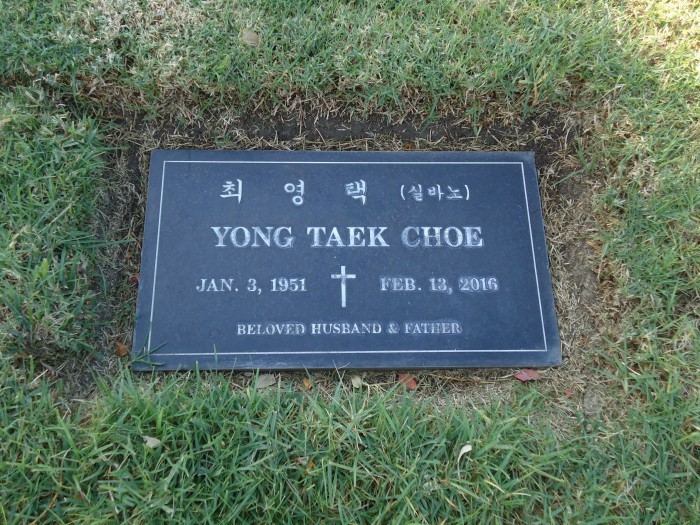 최 영 택 (실바노)
YONG TAEK CHOE
JAN. 3, 1951 FEB. 13, 2016
BELOVED HUSBAND & FATHER